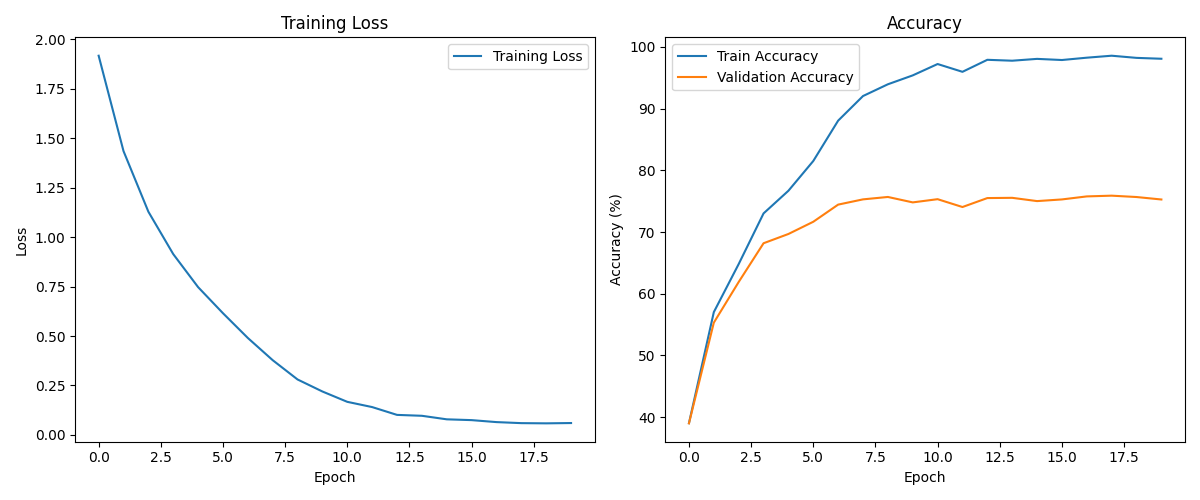 Training Loss
Training Loss
Loss
2.00
1.75
1.50
1.25
1.00
0.75
0.50
0.25
0.00
0.0 2.5 5.0 7.5 10.0 12.5 15.0 17.5
Epoch
Accuracy
Train Accuracy
Validation Accuracy
Accuracy (%)
100
90
80
70
60
50
40
0.0 2.5 5.0 7.5 10.0 12.5 15.0 17.5
Epoch